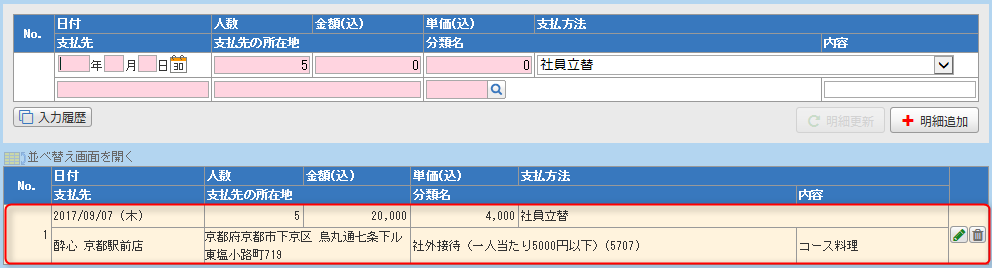 No. 日付 人数 金額(込) 単価(込) 支払方法
支払先 支払先の所在地 分類名 内容
年 月 日 30 5 0 0 社員立替
入力履歴 明細更新 明細追加
並べ替え画面を開く
No. 日付 人数 金額(込) 単価(込) 支払方法
支払先 支払先の所在地 分類名 内容
1 2017/09/07（木） 5 20,000 4,000 社員立替
酔心 京都駅前店 京都府京都市下京区 烏丸通七条下ル
東塩小路町719 社外接待（一人当たり5000円以下）(5707) コース料理